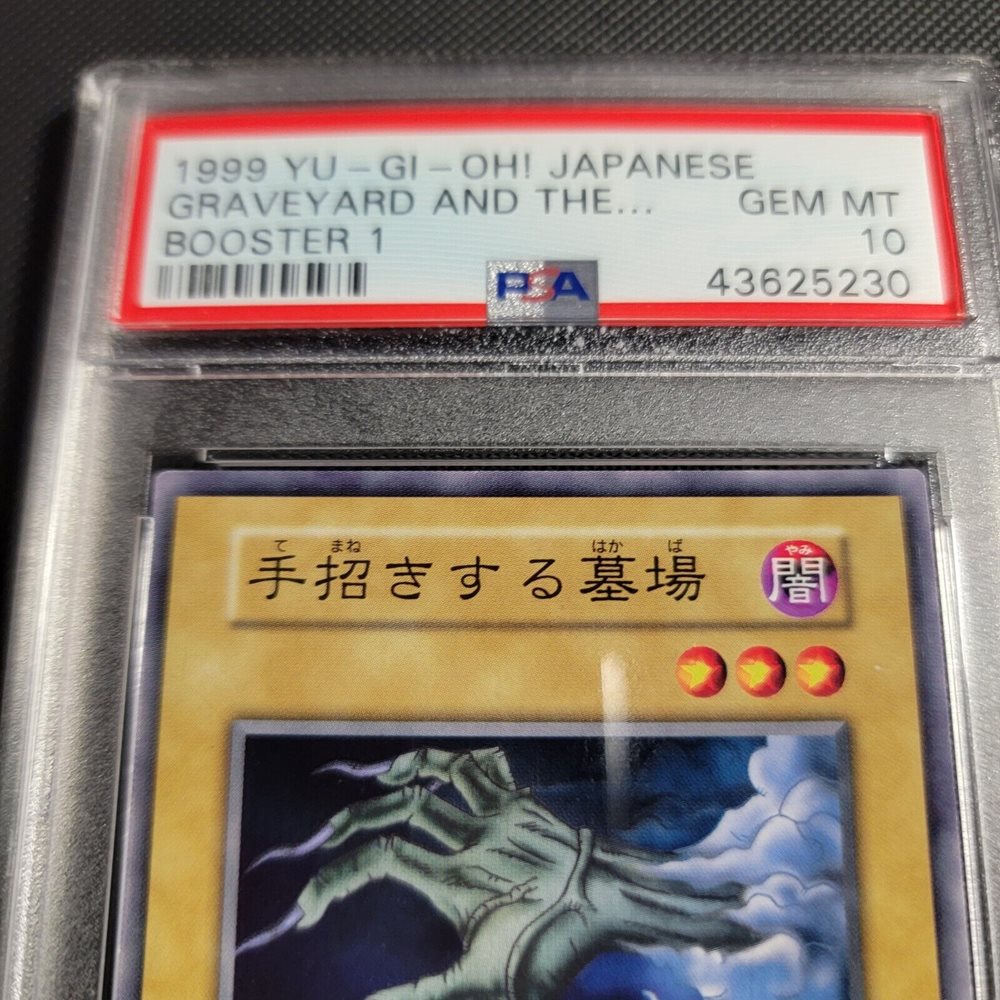 1999 YU-GI-OH! JAPANESE
GRAVEYARD AND THE... GEM MT
BOOSTER 1 10
PSA 43625230
て まね はか ば
手招きする墓場
やみ
闇